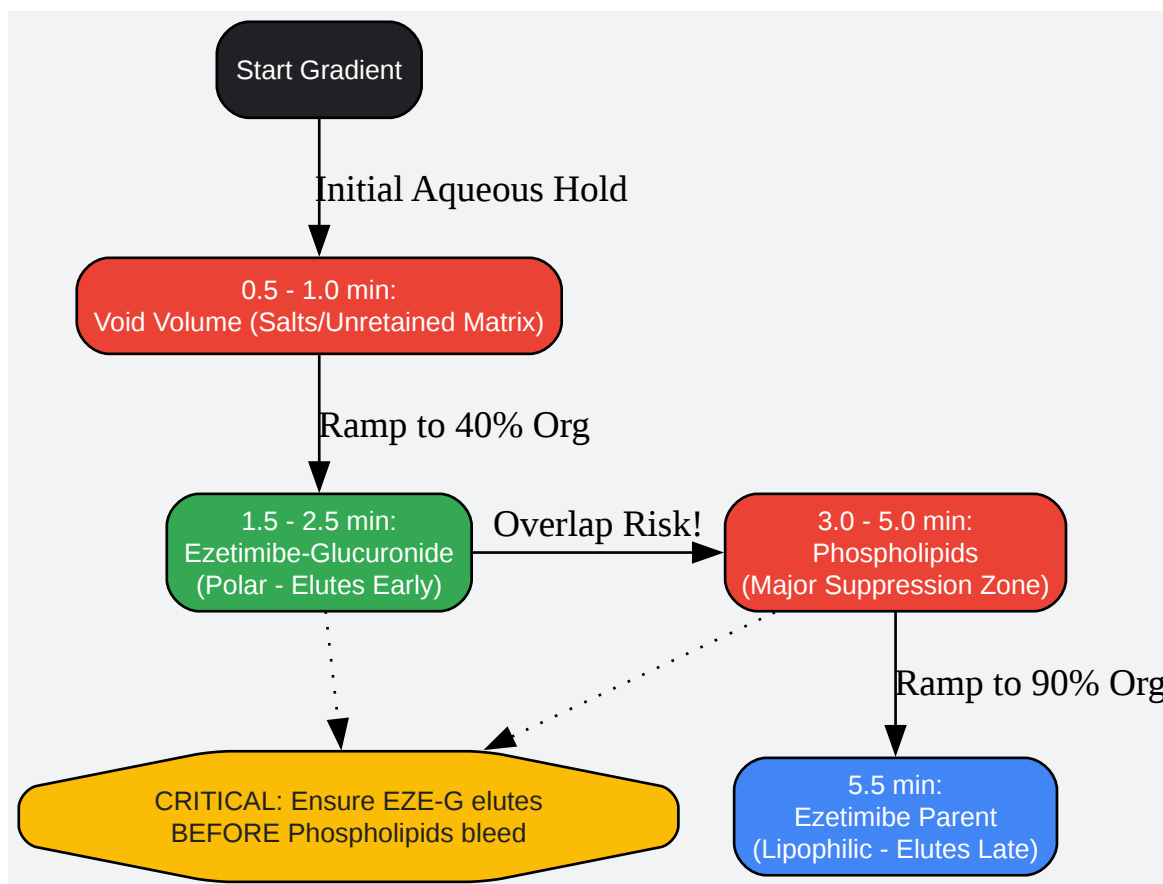 Start Gradient
Initial Aqueous Hold
0.5 - 1.0 min:
Void Volume (Salts/Unretained Matrix)
Ramp to 40% Org
1.5 - 2.5 min:
Ezetimibe-Glucuronide
(Polar - Elutes Early)
Overlap Risk!
3.0 - 5.0 min:
Phospholipids
(Major Suppression Zone)
Ramp to 90% Org
CRITICAL: Ensure EZE-G elutes
BEFORE Phospholipids bleed
5.5 min:
Ezetimibe Parent
(Lipophilic - Elutes Late)